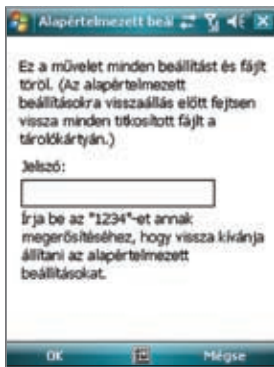 Alapértelmezett beál
Ez a művelet minden beállítást és fájlt
töröl. (Az alapértelmezett
beállításokra visszaállás előtt fejtsen
vissza minden titkosított fájlt a
tárolókártyán.)
Jelszó:
Írja be az "1234"-et annak
megerősítéséhez, hogy vissza kívánja
állítani az alapértelmezett
beállításokat.
OK Mégse